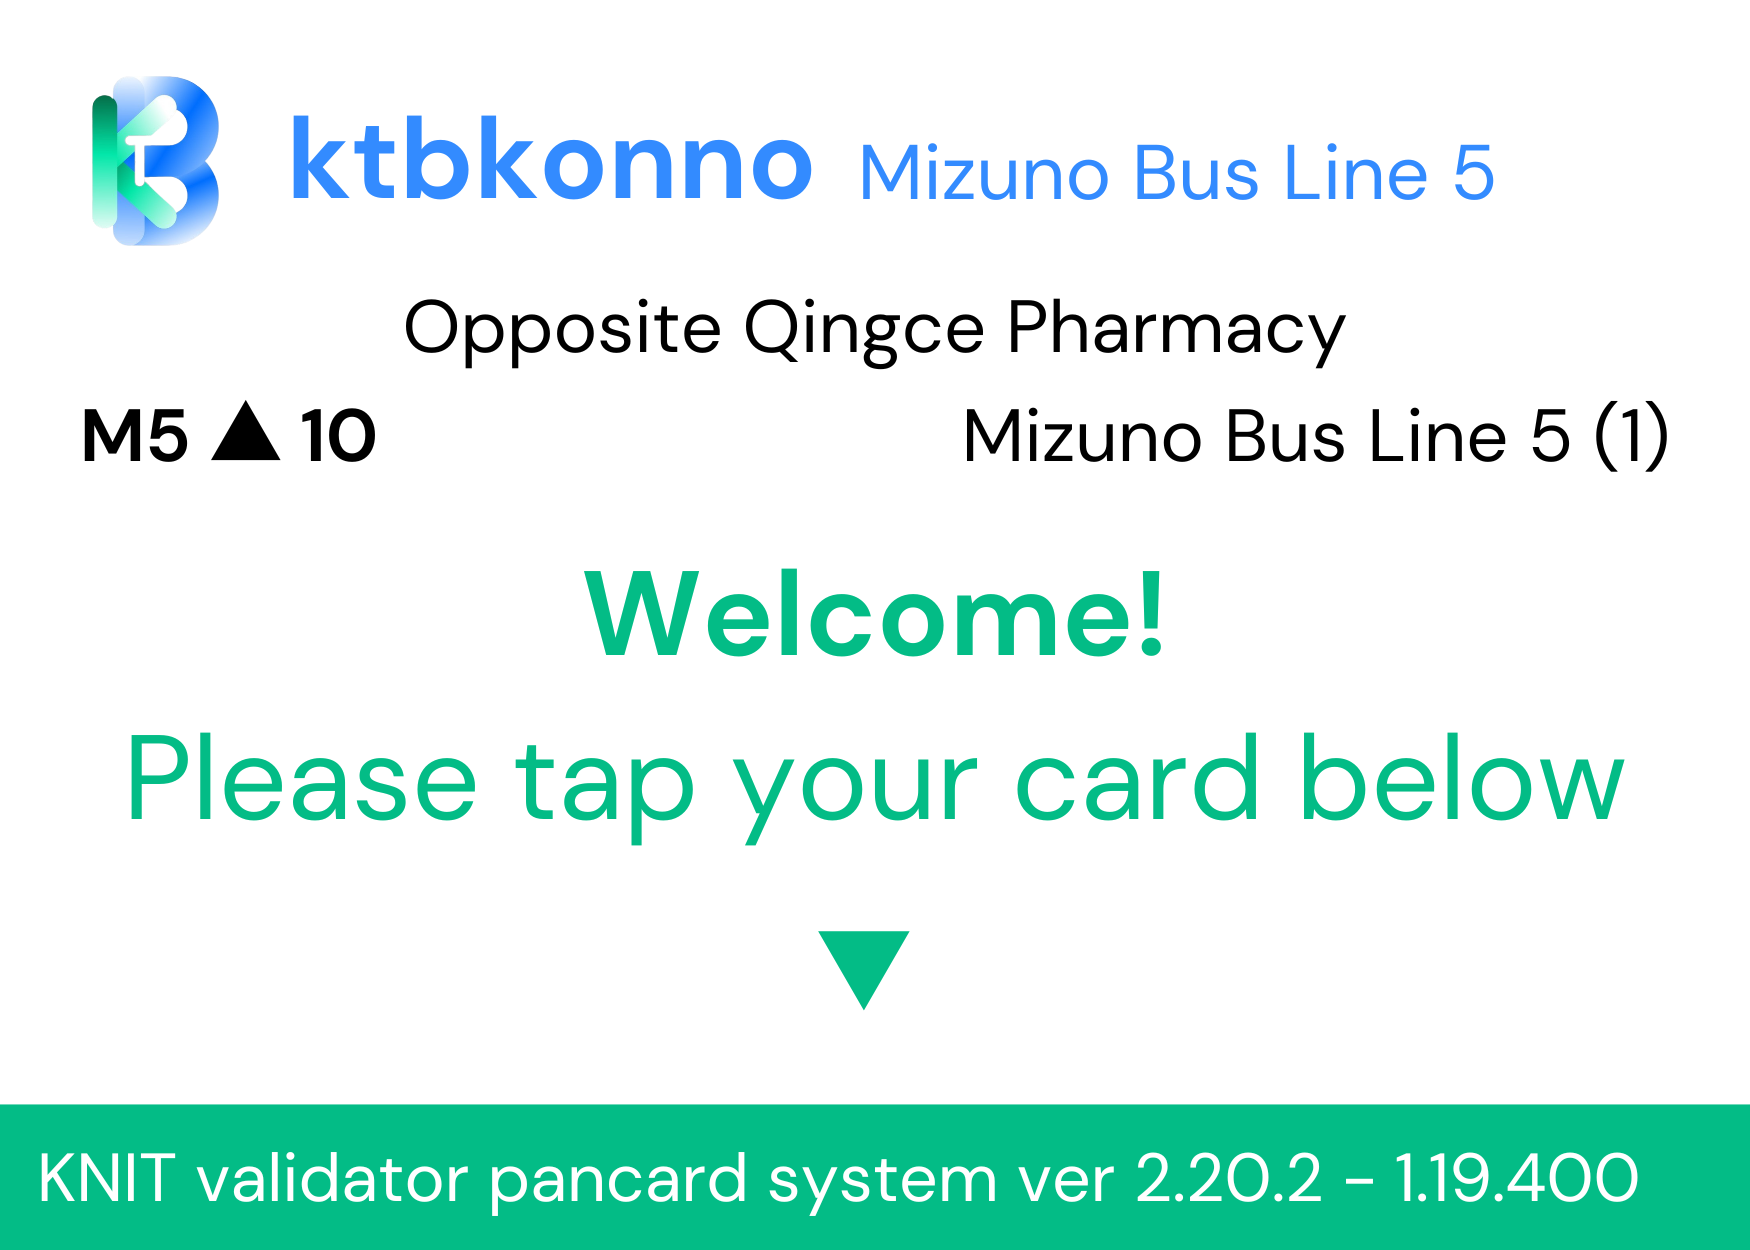 ktbkonno Mizuno Bus Line 5
Opposite Qingce Pharmacy
M5 ▲ 10 Mizuno Bus Line 5 (1)
Welcome!
Please tap your card below
▼
KNIT validator pancard system ver 2.20.2 - 1.19.400